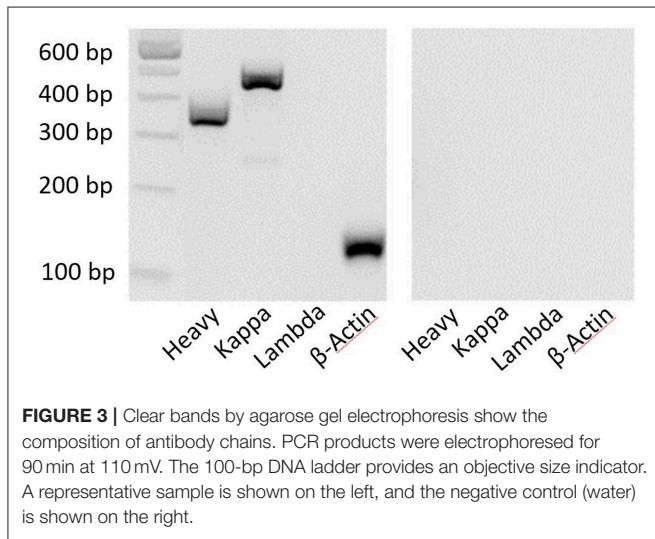 600 bp
400 bp
300 bp
200 bp
100 bp
Heavy
Kappa
Lambda
β-Actin
Heavy
Kappa
Lambda
β-Actin
FIGURE 3 | Clear bands by agarose gel electrophoresis show the
composition of antibody chains. PCR products were electrophoresed for
90 min at 110 mV. The 100-bp DNA ladder provides an objective size indicator.
A representative sample is shown on the left, and the negative control (water)
is shown on the right.